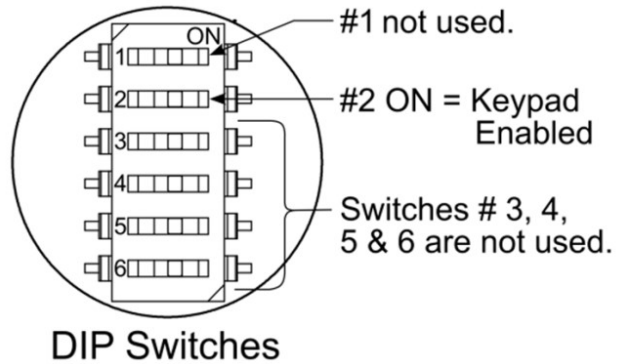 ON
1
2
3
4
5
6
#1 not used.
#2 ON = Keypad
Enabled
Switches # 3, 4,
5 & 6 are not used.
DIP Switches